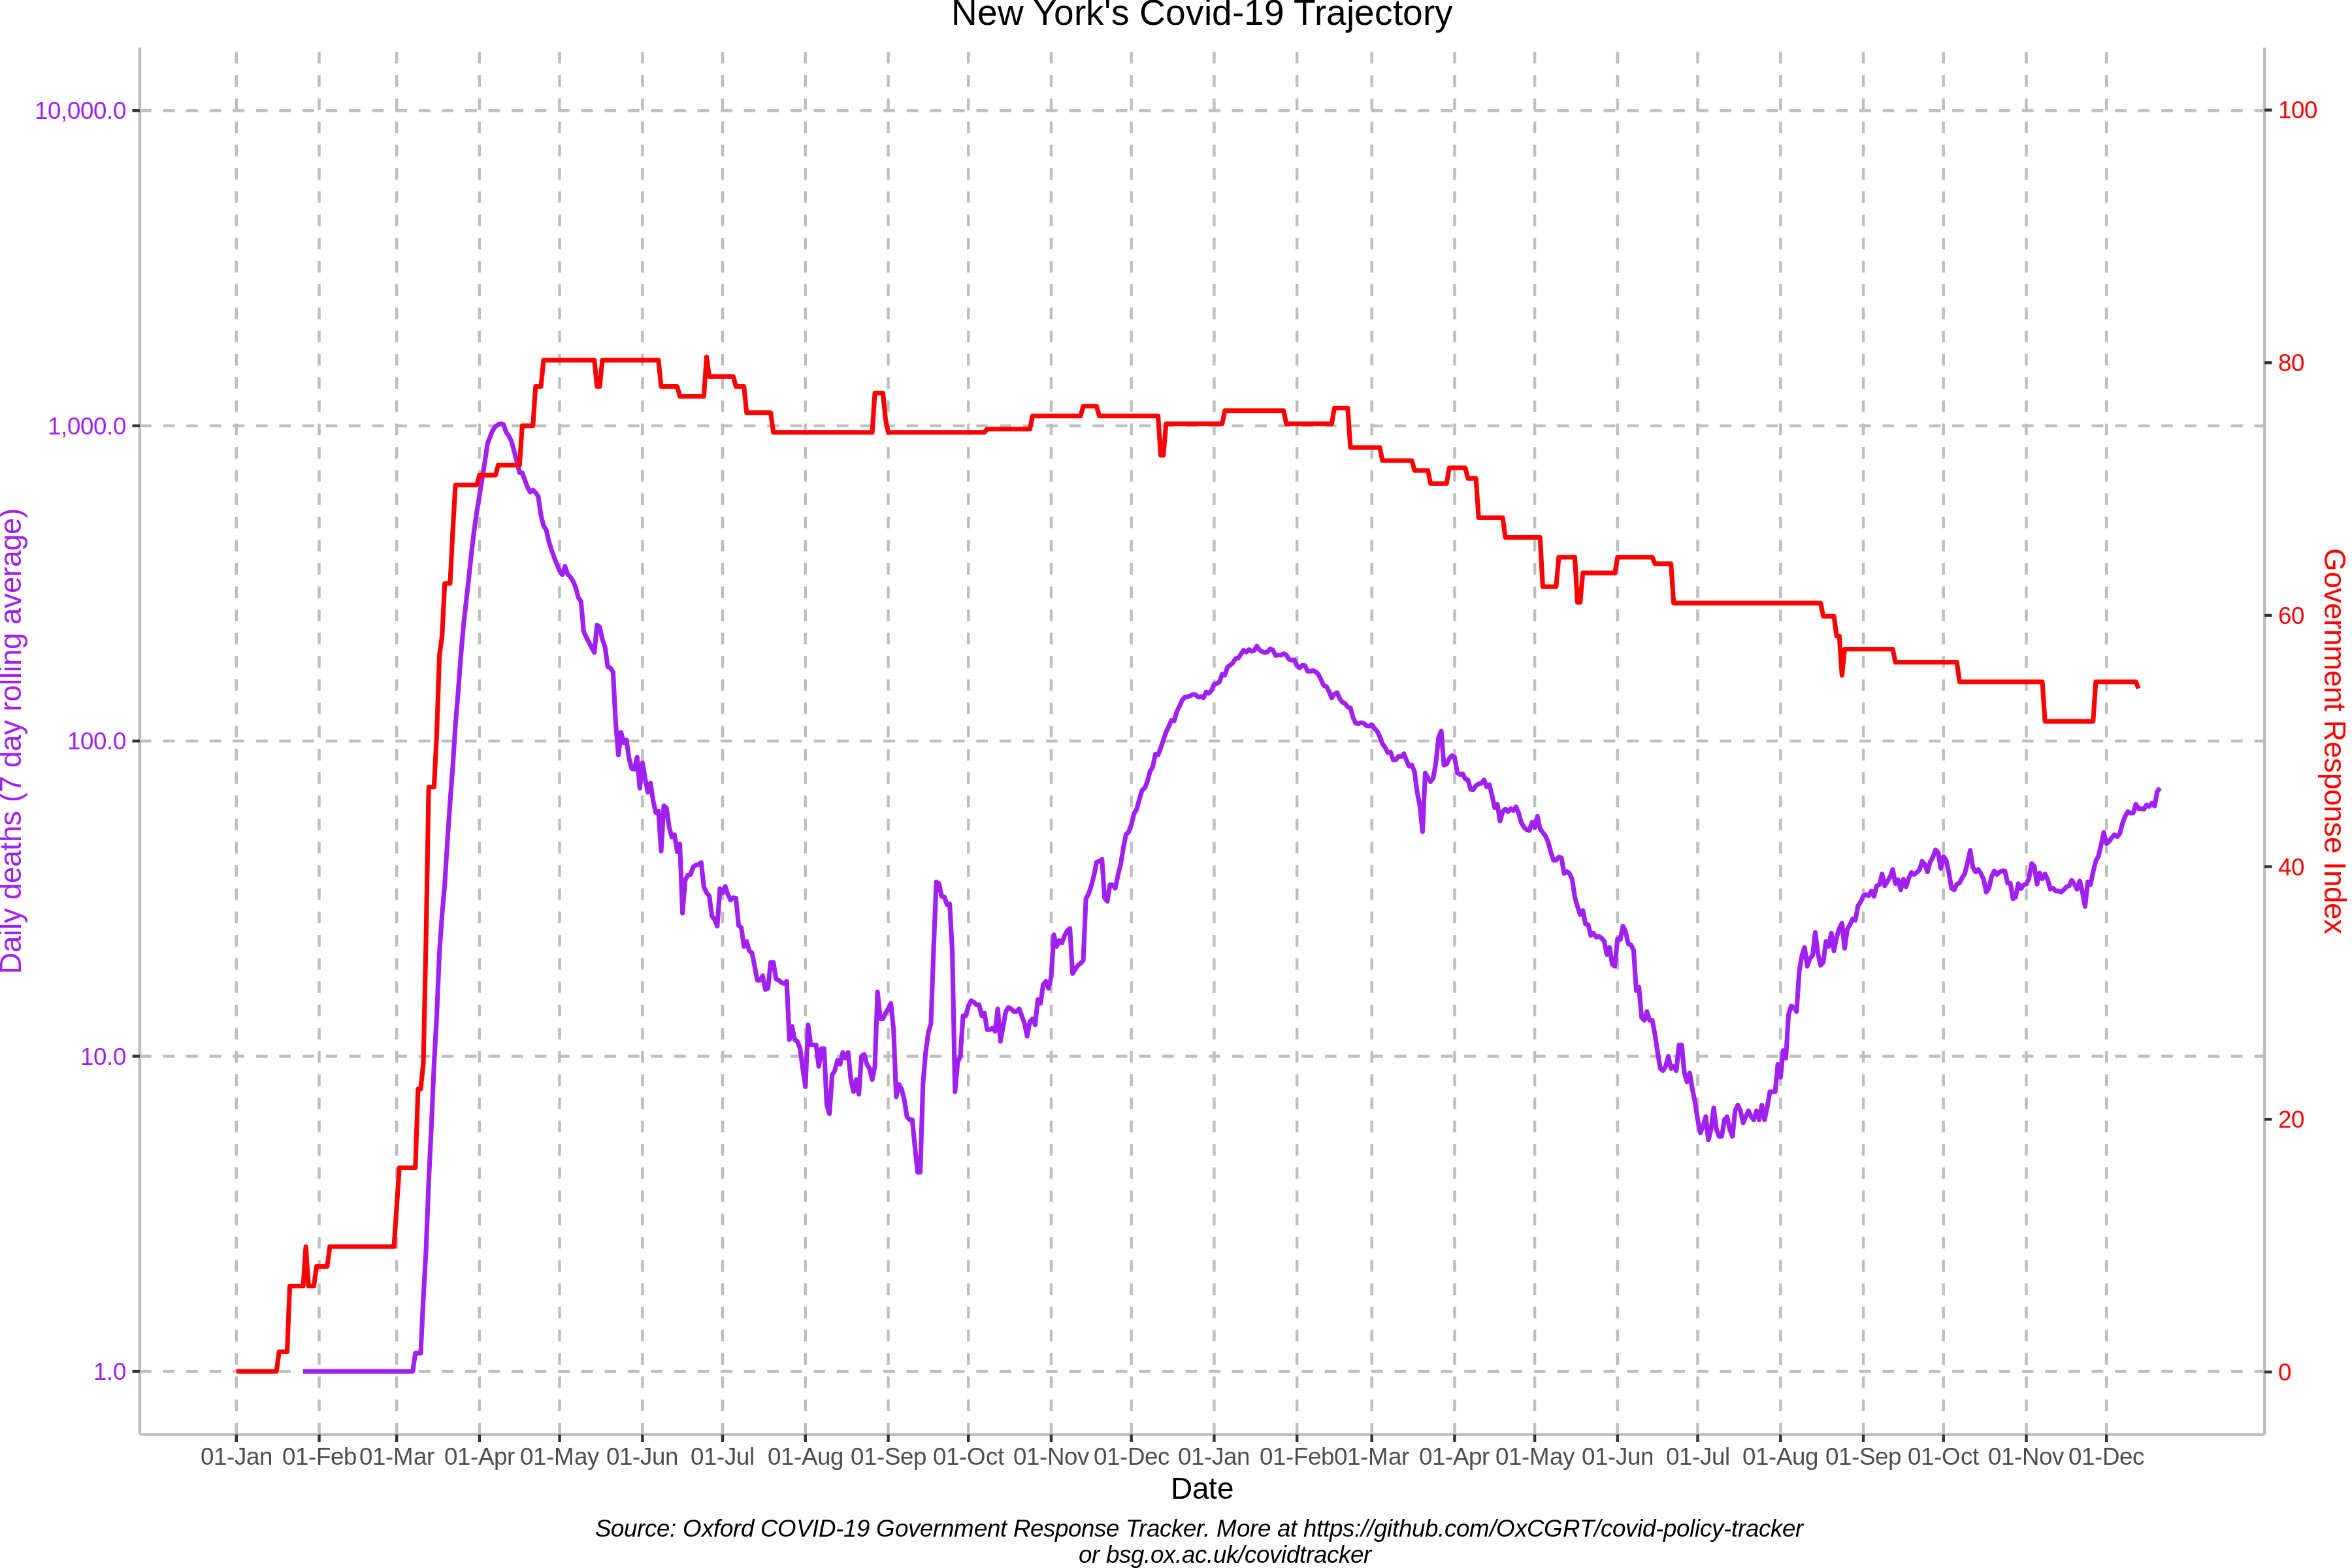 New York's Covid-19 Trajectory
10,000.0
1,000.0
100.0
10.0
1.0
Daily deaths (7 day rolling average)
100
80
60
40
20
0
Government Response Index
01-Jan 01-Feb 01-Mar 01-Apr 01-May 01-Jun 01-Jul 01-Aug 01-Sep 01-Oct 01-Nov 01-Dec 01-Jan 01-Feb 01-Mar 01-Apr 01-May 01-Jun 01-Jul 01-Aug 01-Sep 01-Oct 01-Nov 01-Dec
Date
Source: Oxford COVID-19 Government Response Tracker. More at https://github.com/OxCGRT/covid-policy-tracker
or bsg.ox.ac.uk/covidtracker